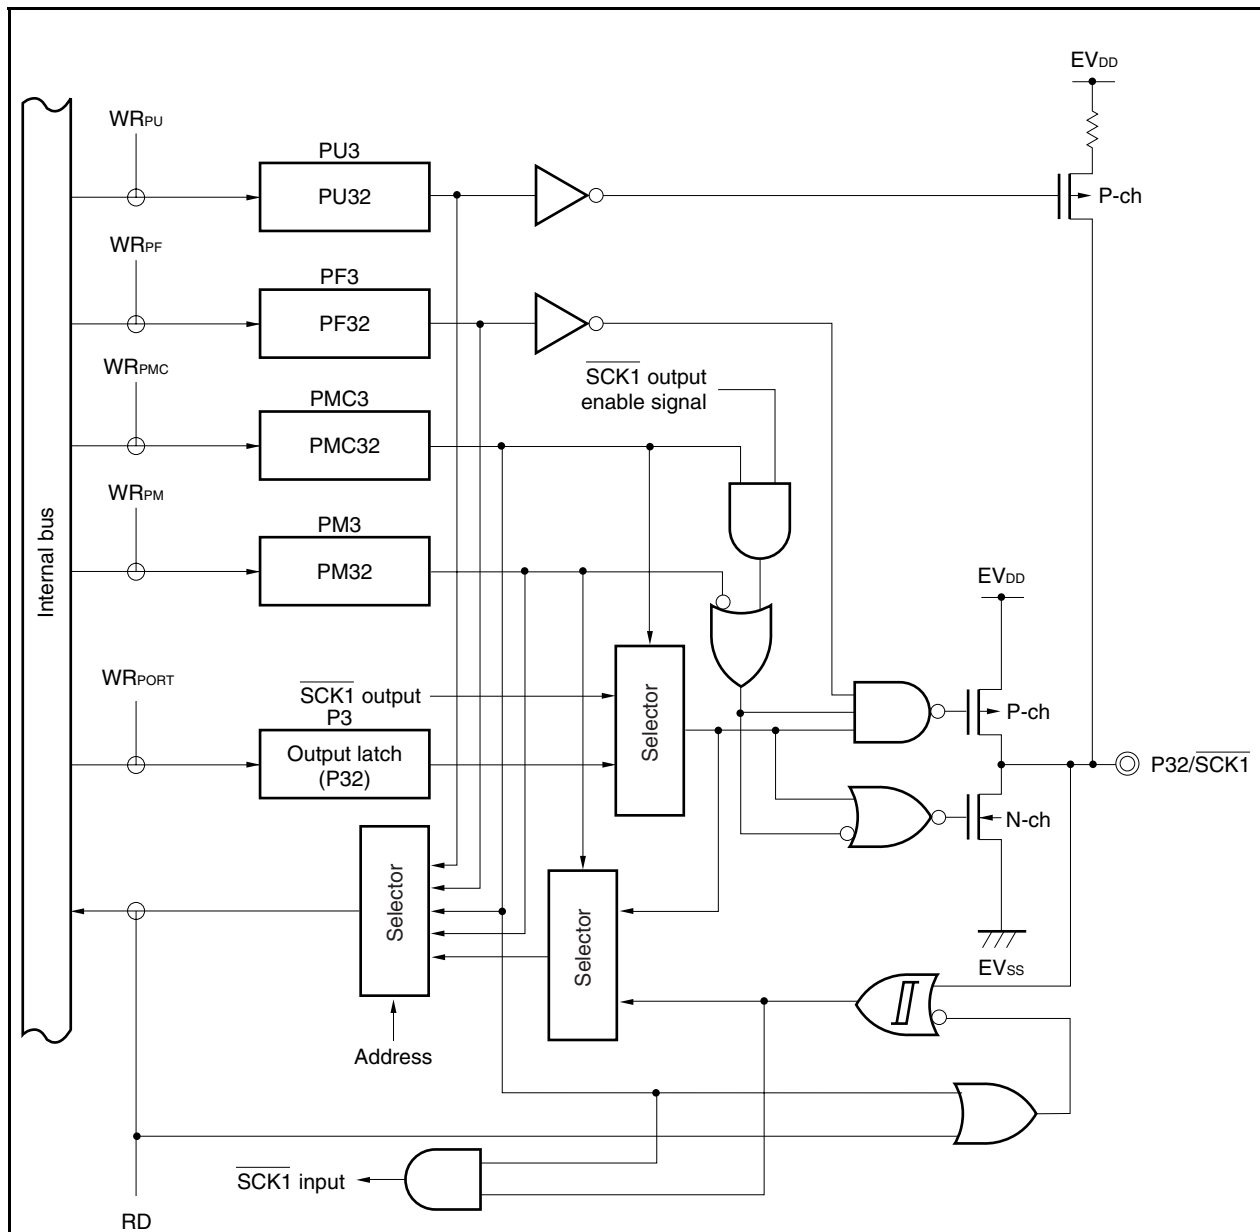 EVDD
WRPU
PU3
PU32
P-ch
WRPF
PF3
PF32
WRPMC
SCK1 output
enable signal
PMC3
PMC32
WRPM
PM3
PM32
Internal bus
EVDD
WRPORT
SCK1 output
P3
Output latch
(P32)
Selector
P-ch
P32/SCK1
N-ch
Selector
Selector
EVSS
Address
SCK1 input
RD